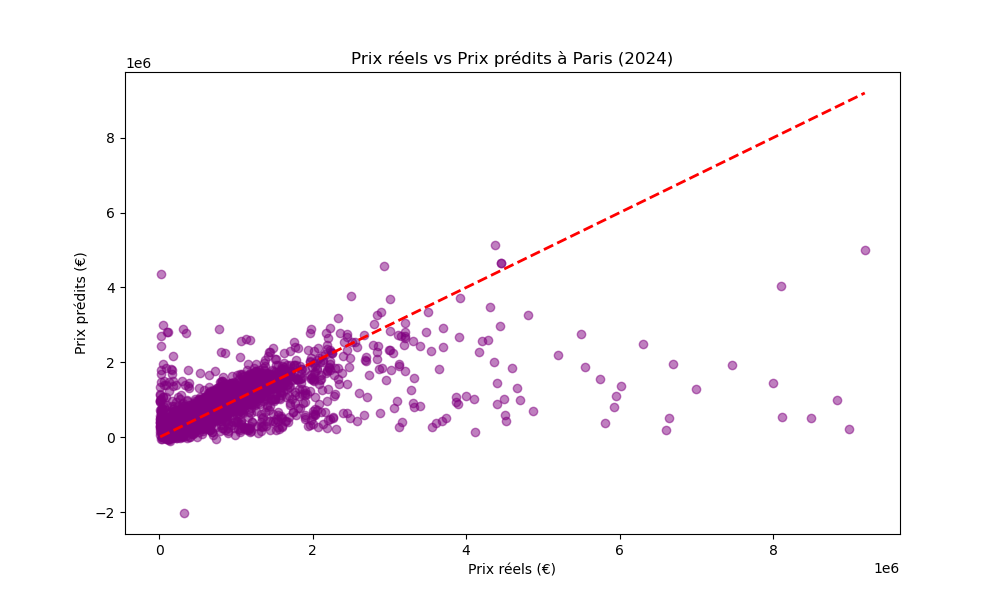 Prix réels vs Prix prédits à Paris (2024)
1e6
8
6
4
2
0
−2
Prix prédits (€)
0 2 4 6 8
1e6
Prix réels (€)